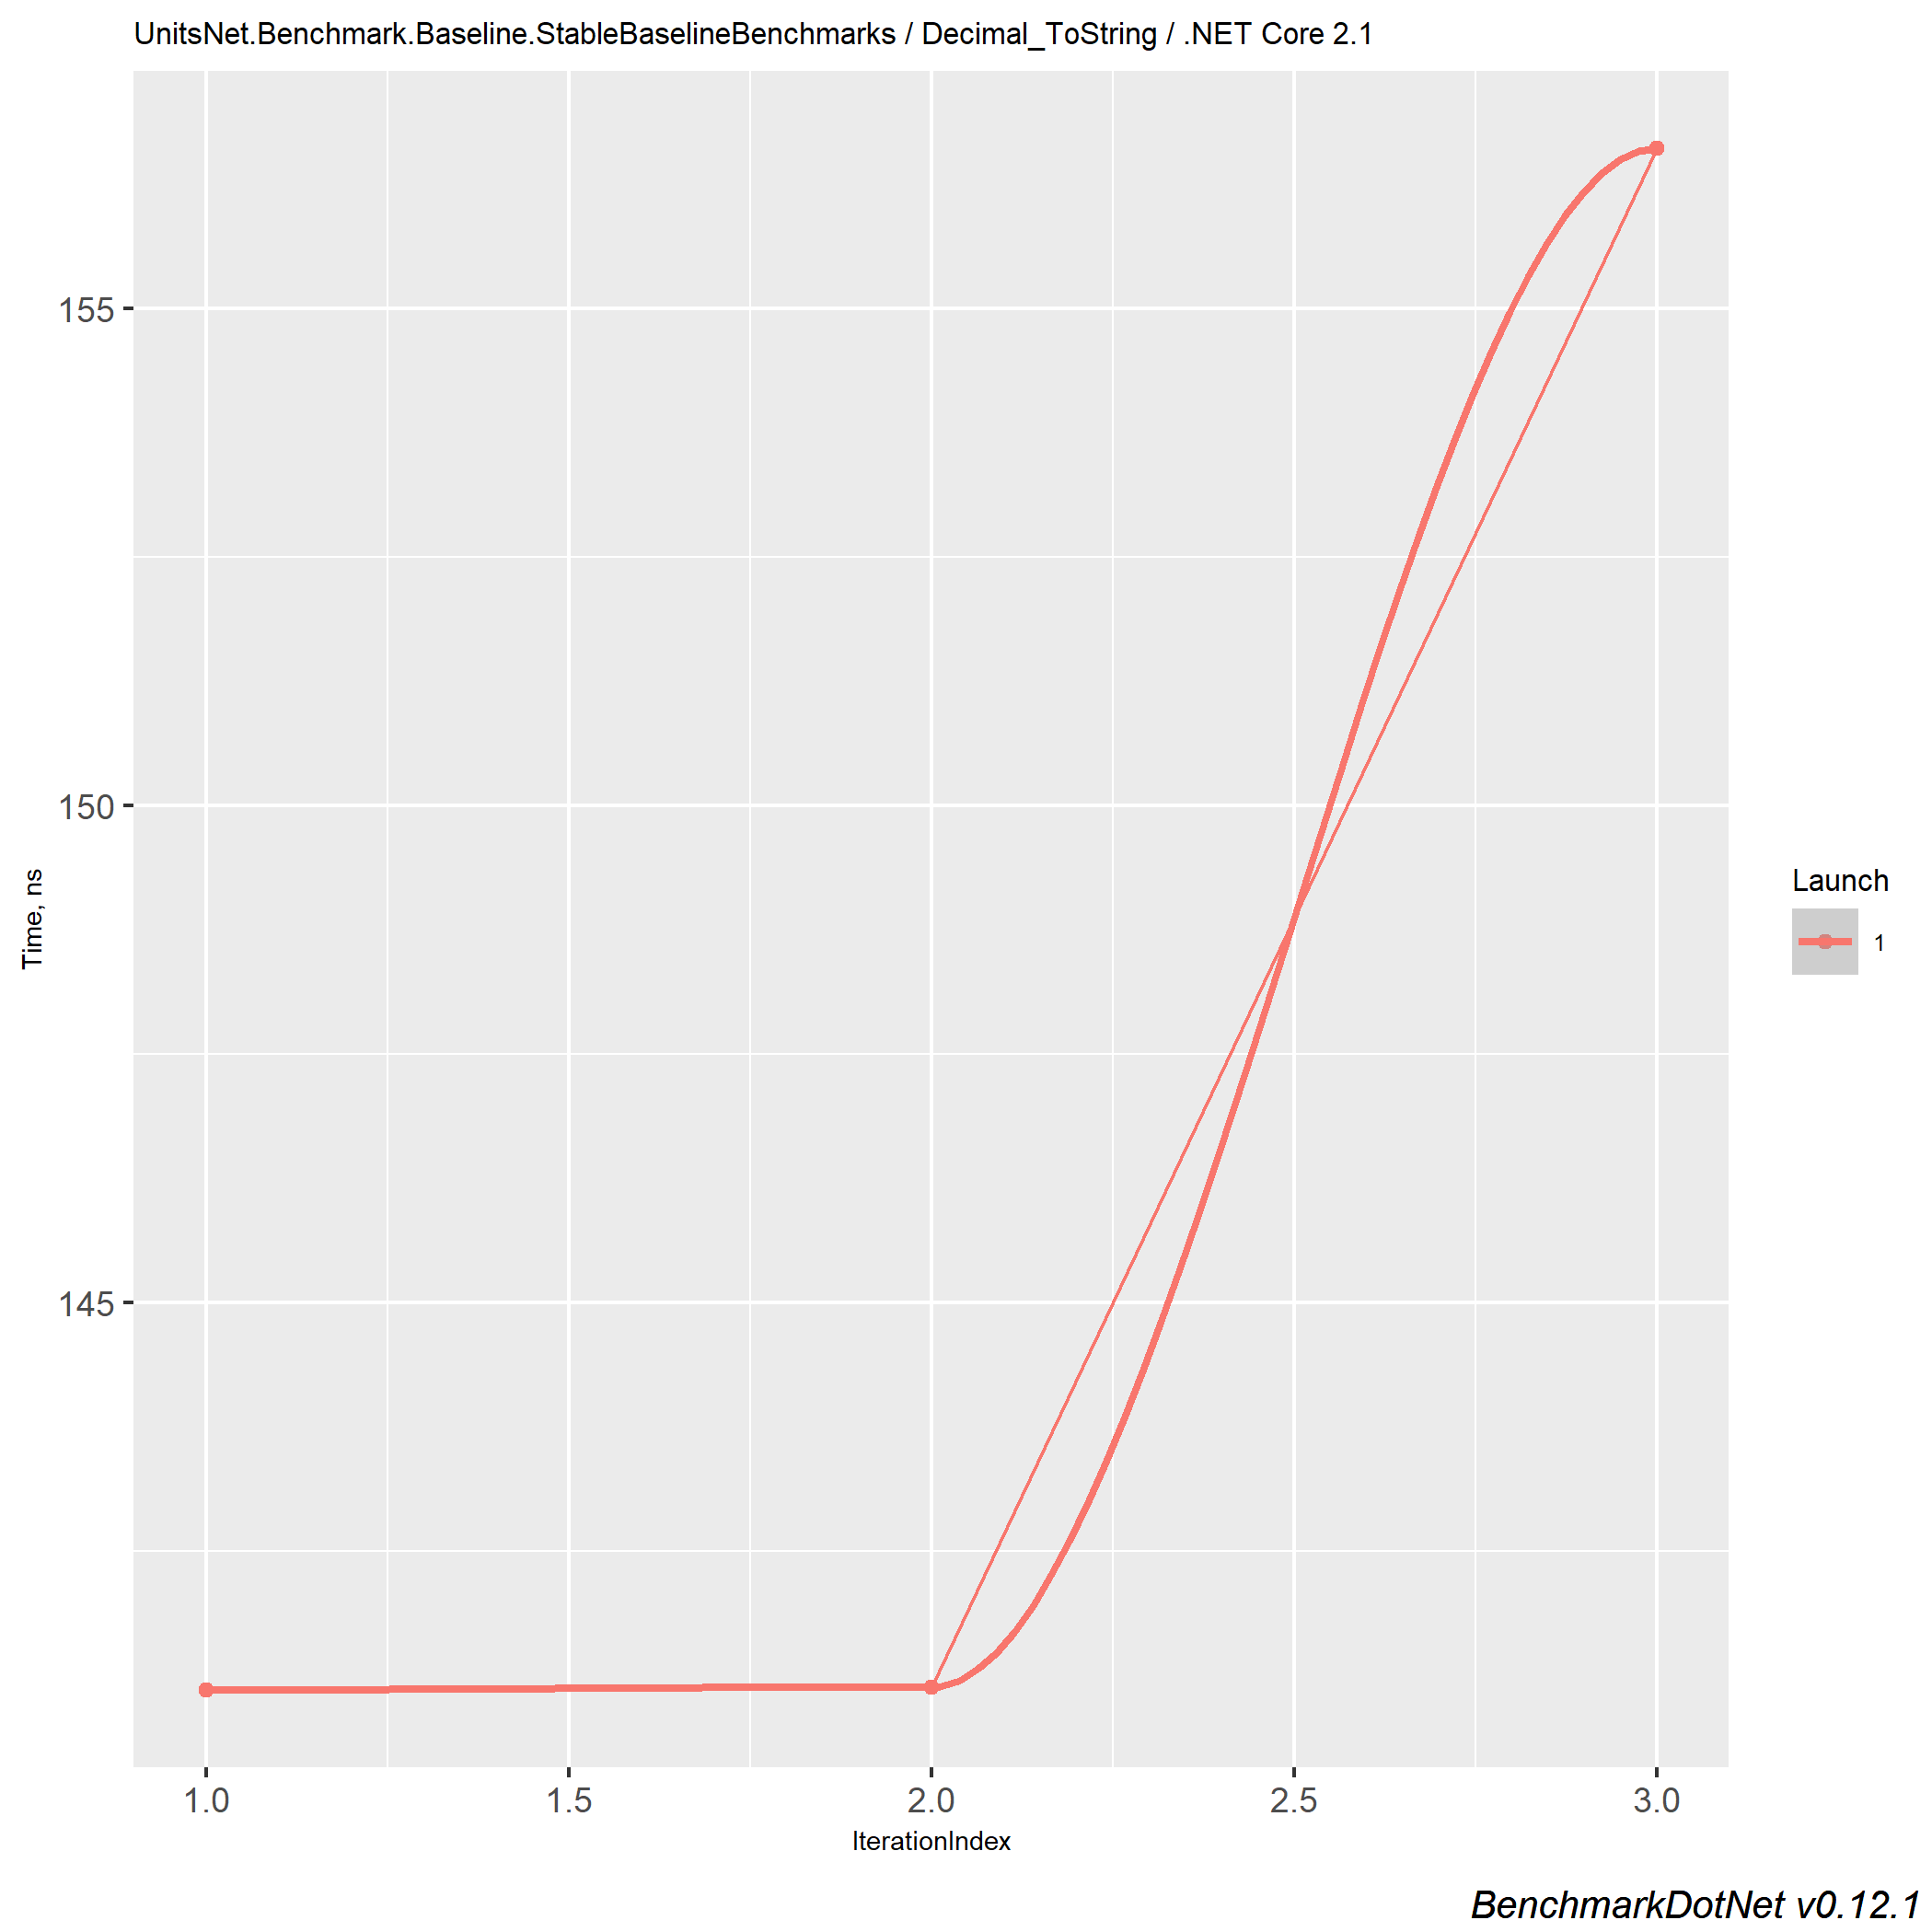 UnitsNet.Benchmark.Baseline.StableBaselineBenchmarks / Decimal_ToString / .NET Core 2.1
155
150
145
Time, ns
1.0 1.5 2.0 2.5 3.0
IterationIndex
Launch
1
BenchmarkDotNet v0.12.1